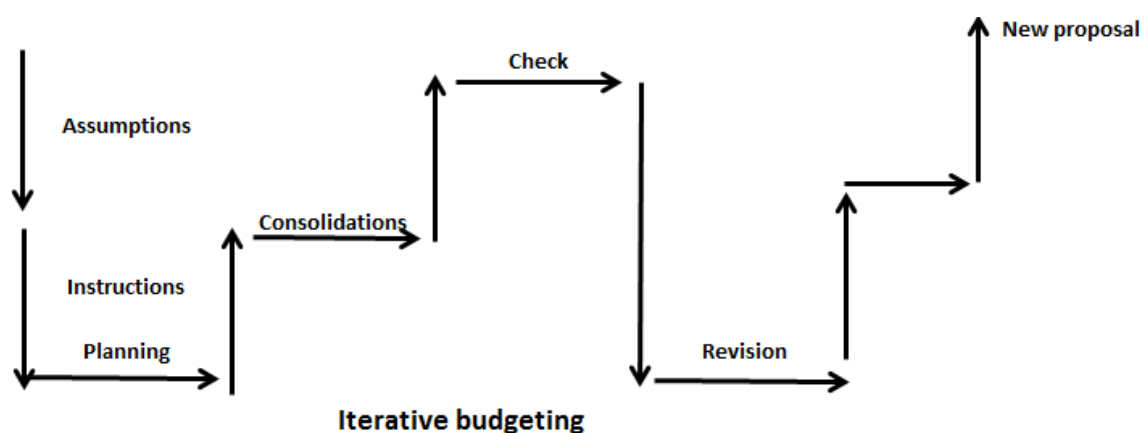 New proposal
Check
Assumptions
Consolidations
Instructions
Planning
Revision
Iterative budgeting